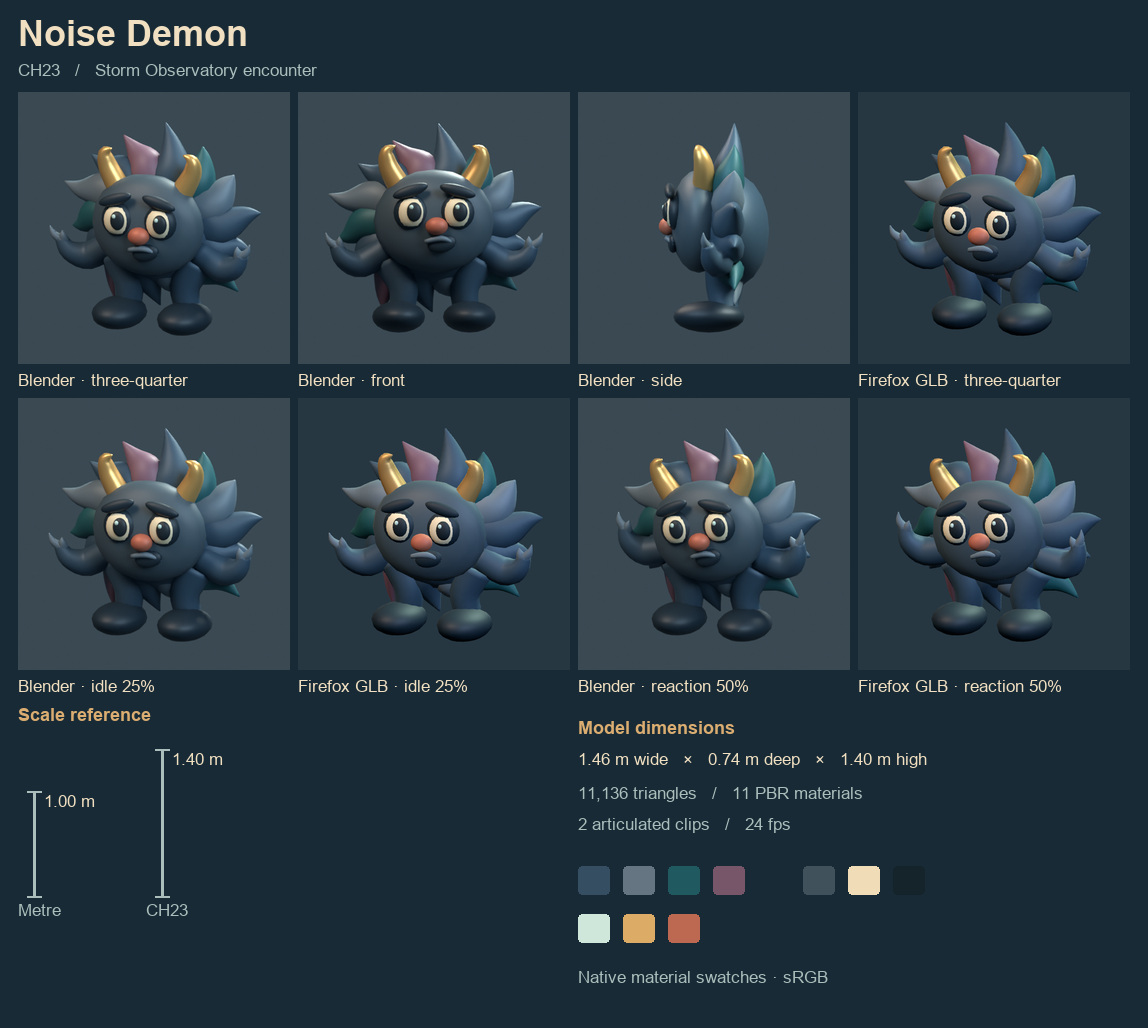 Noise Demon
CH23 / Storm Observatory encounter
Blender · three-quarter
Blender · front
Blender · side
Firefox GLB · three-quarter
Blender · idle 25%
Firefox GLB · idle 25%
Blender · reaction 50%
Firefox GLB · reaction 50%
Scale reference
1.40 m
1.00 m
Metre
CH23
Model dimensions
1.46 m wide × 0.74 m deep × 1.40 m high
11,136 triangles / 11 PBR materials
2 articulated clips / 24 fps
Native material swatches · sRGB